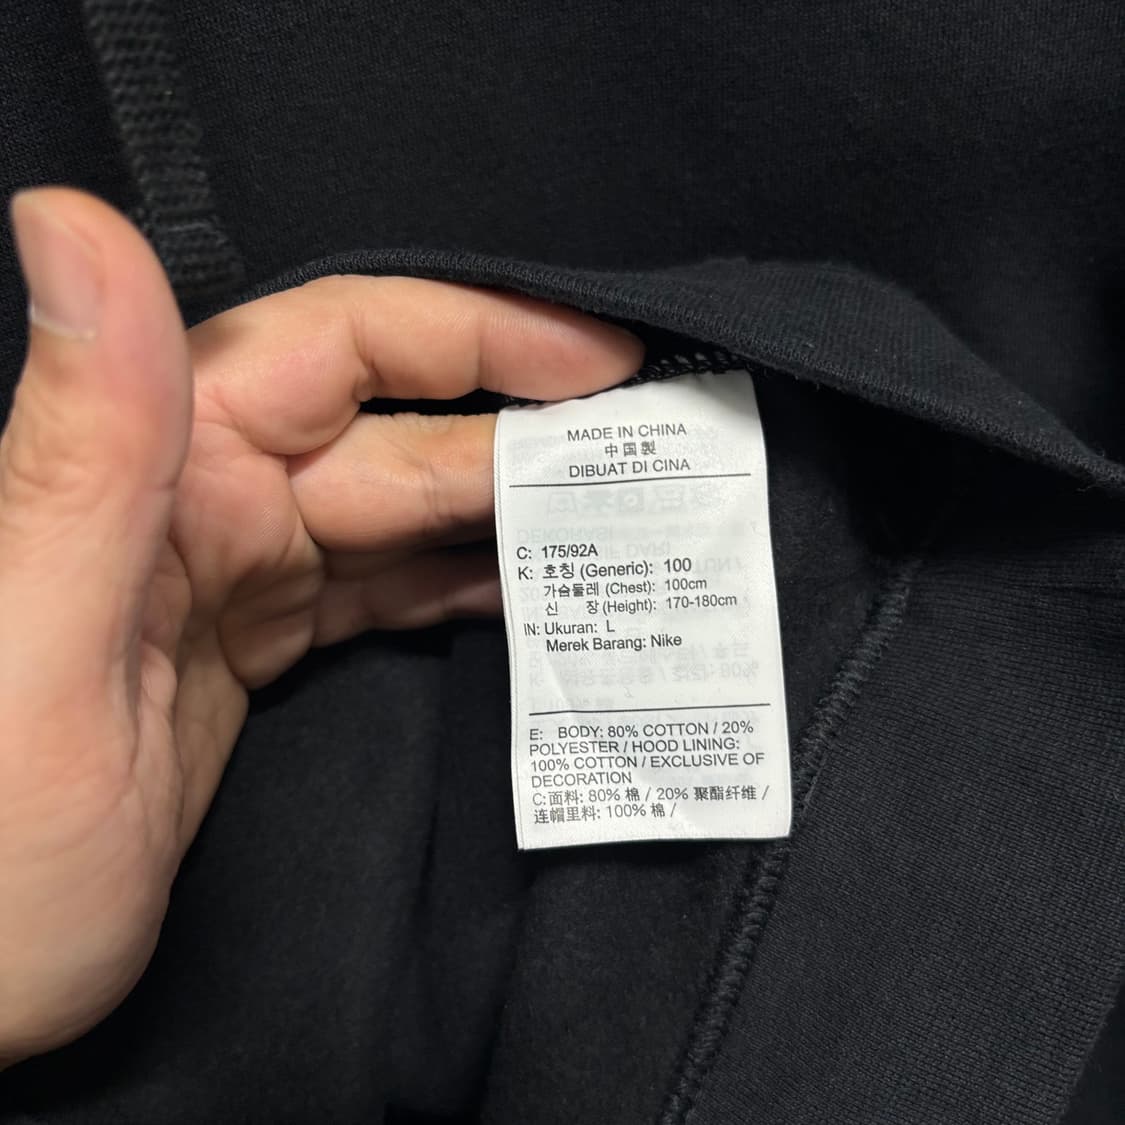 MADE IN CHINA
中国製
DIBUAT DI CINA
C: 175/92A
K: 호칭 (Generic): 100
가슴둘레 (Chest): 100cm
신 장 (Height): 170-180cm
IN: Ukuran: L
Merek Barang: Nike
E: BODY: 80% COTTON / 20%
POLYESTER / HOOD LINING:
100% COTTON / EXCLUSIVE OF
DECORATION
C:面料: 80% 棉 / 20% 聚酯纤维 /
连帽里料: 100% 棉 /